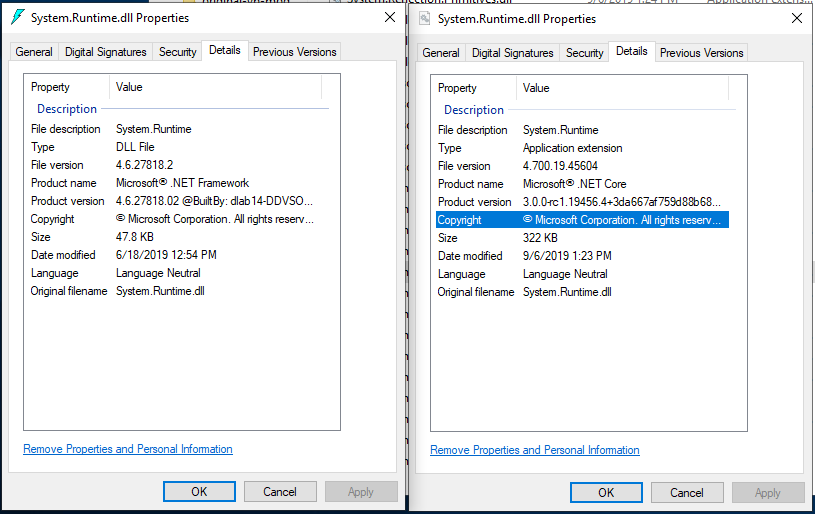 System.Runtime.dll Properties
General Digital Signatures Security Details Previous Versions
Property Value
Description
File description System.Runtime
Type DLL File
File version 4.6.27818.2
Product name Microsoft® .NET Framework
Product version 4.6.27818.02 @BuiltBy: dlab14-DDVSO...
Copyright © Microsoft Corporation. All rights reserv...
Size 47.8 KB
Date modified 6/18/2019 12:54 PM
Language Language Neutral
Original filename System.Runtime.dll
Remove Properties and Personal Information
OK Cancel Apply
System.Runtime.dll Properties
General Digital Signatures Security Details Previous Versions
Property Value
Description
File description System.Runtime
Type Application extension
File version 4.700.19.45604
Product name Microsoft® .NET Core
Product version 3.0.0-rc1.19456.4+3da667af759d88b68...
Copyright © Microsoft Corporation. All rights reserv...
Size 322 KB
Date modified 9/6/2019 1:23 PM
Language Language Neutral
Original filename System.Runtime.dll
Remove Properties and Personal Information
OK Cancel Apply